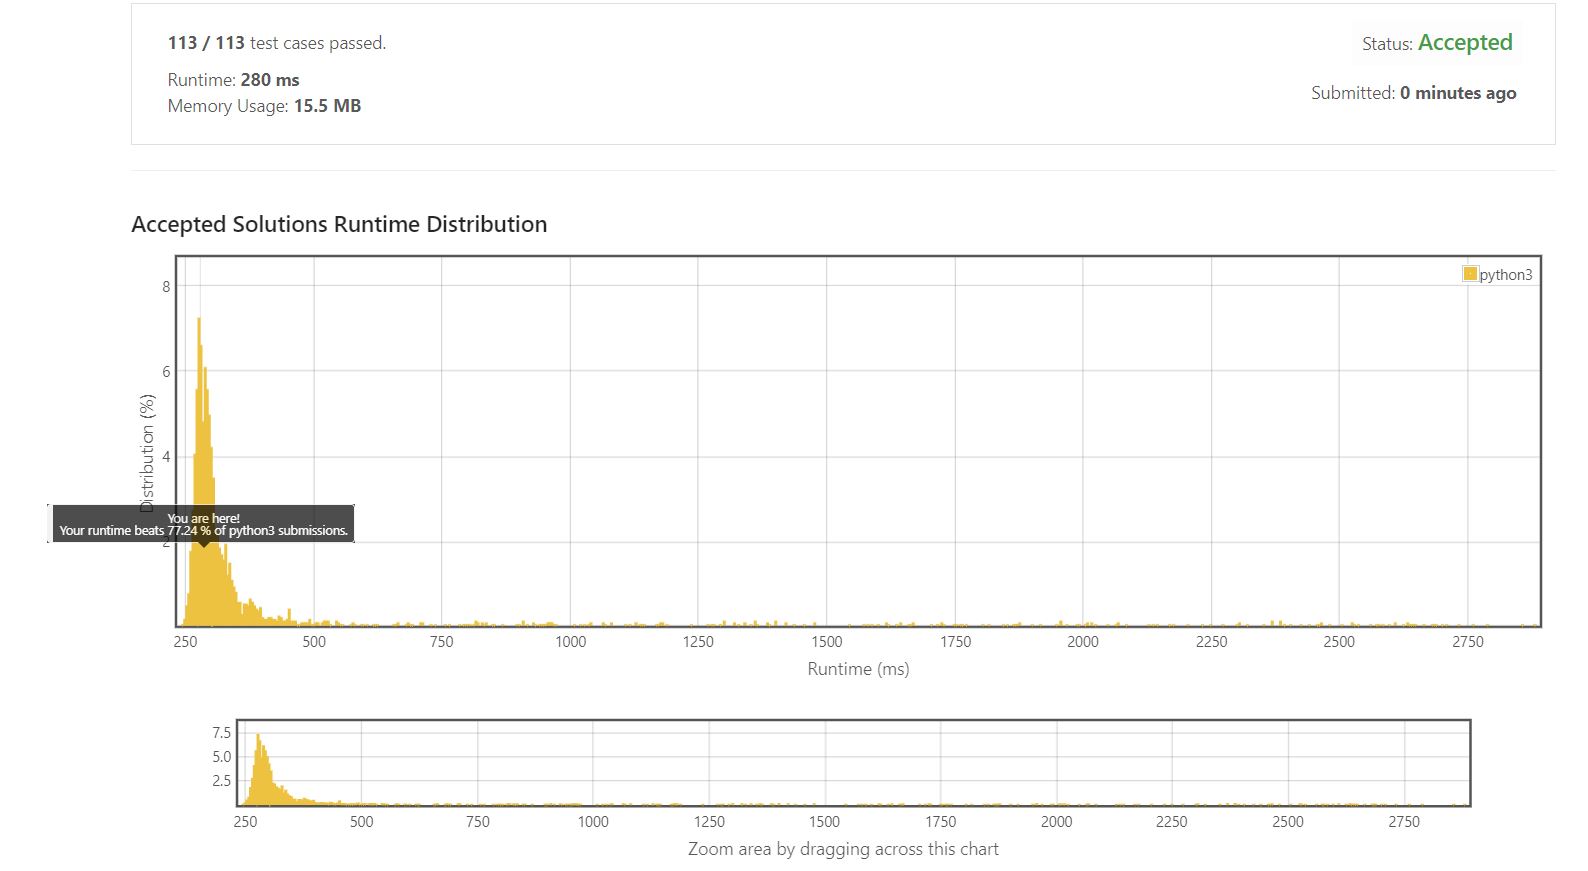 113 / 113 test cases passed.
Status: Accepted
Runtime: 280 ms
Submitted: 0 minutes ago
Memory Usage: 15.5 MB
Accepted Solutions Runtime Distribution
python3
8
6
4
2
Distribution (%)
You are here!
Your runtime beats 77.24 % of python3 submissions.
250 500 750 1000 1250 1500 1750 2000 2250 2500 2750
Runtime (ms)
7.5
5.0
2.5
250 500 750 1000 1250 1500 1750 2000 2250 2500 2750
Zoom area by dragging across this chart